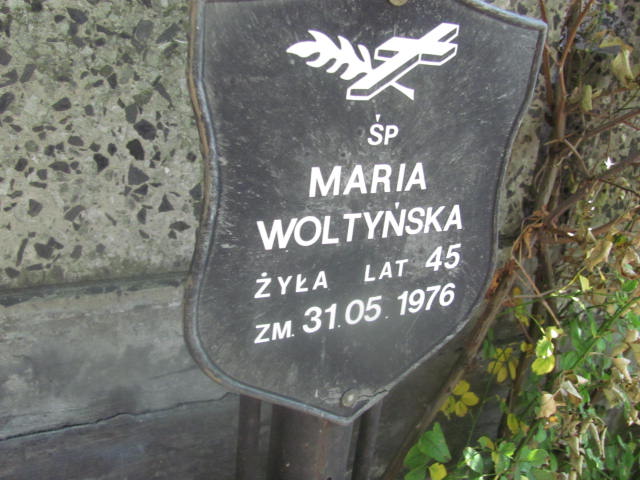 ŚP
MARIA
WOLTYŃSKA
ŻYŁA LAT 45
ZM. 31.05.1976